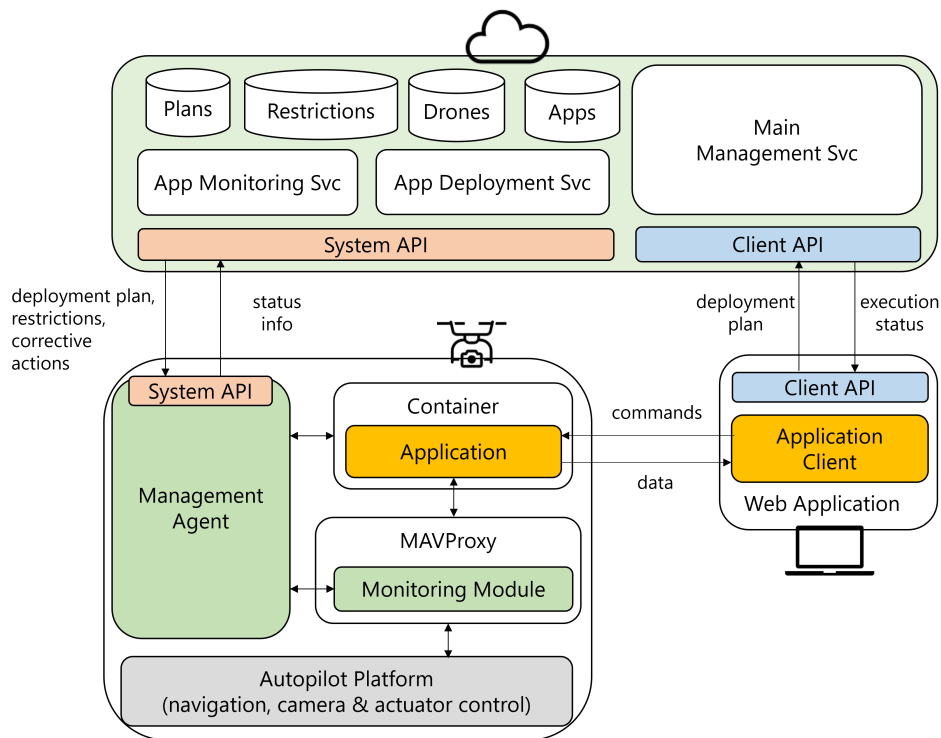 Plans
Restrictions
Drones
Apps
Main
Management Svc
App Monitoring Svc
App Deployment Svc
System API
Client API
deployment plan,
restrictions,
corrective
actions
status
info
deployment
plan
execution
status
System API
Management
Agent
Container
Application
commands
data
Client API
Application
Client
Web Application
MAVProxy
Monitoring Module
Autopilot Platform
(navigation, camera & actuator control)